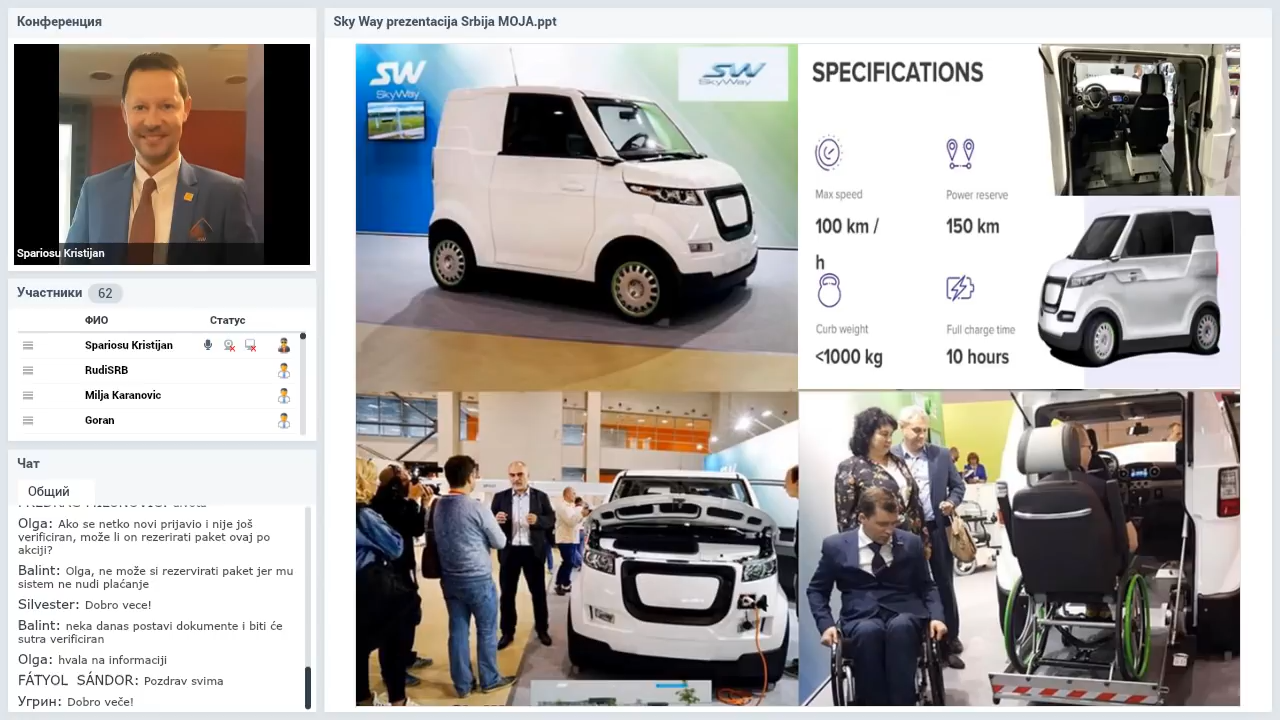 Конференция
Spariosu Kristijan
Участники 62
ФИО Статус
Spariosu Kristijan
RudiSRB
Milja Karanovic
Goran
Чат
Общий
Olga: Ako se netko novi prijavio i nije još
verificiran, može li on rezerirati paket ovaj po
akciji?
Balint: Olga, ne može si rezervirati paket jer mu
sistem ne nudi plaćanje
Silvester: Dobro vece!
Balint: neka danas postavi dokumente i biti će
sutra verificiran
Olga: hvala na informaciji
FÁTYOL SÁNDOR: Pozdrav svima
Угрин: Dobro veče!
Sky Way prezentacija Srbija MOJA.ppt
SW
SkyWay
SW
SkyWay
SPECIFICATIONS
Max speed
100 km /
h
Power reserve
150 km
Curb weight
<1000 kg
Full charge time
10 hours